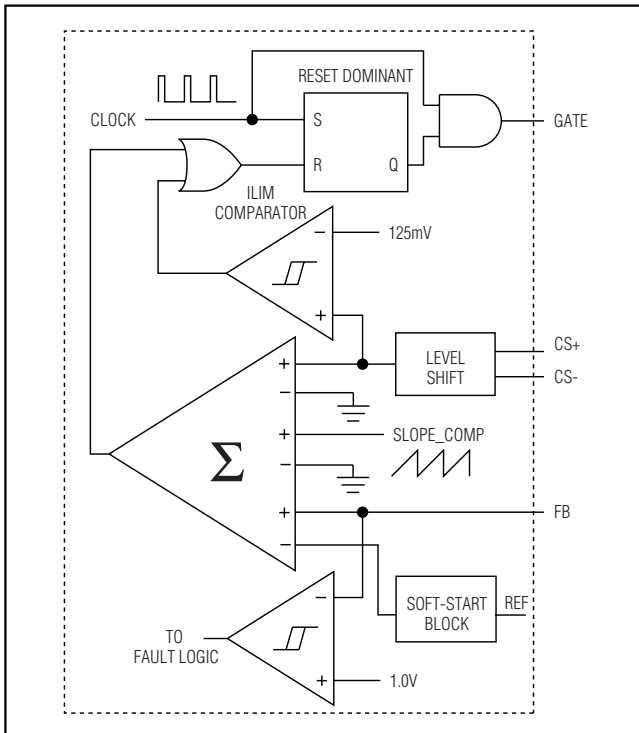 RESET DOMINANT
CLOCK
S
GATE
R
Q
ILIM
COMPARATOR
−
125mV
+
LEVEL
SHIFT
CS+
CS-
+
−
+
SLOPE_COMP
−
Σ
+
FB
−
−
SOFT-START
BLOCK
REF
TO
FAULT LOGIC
+
1.0V